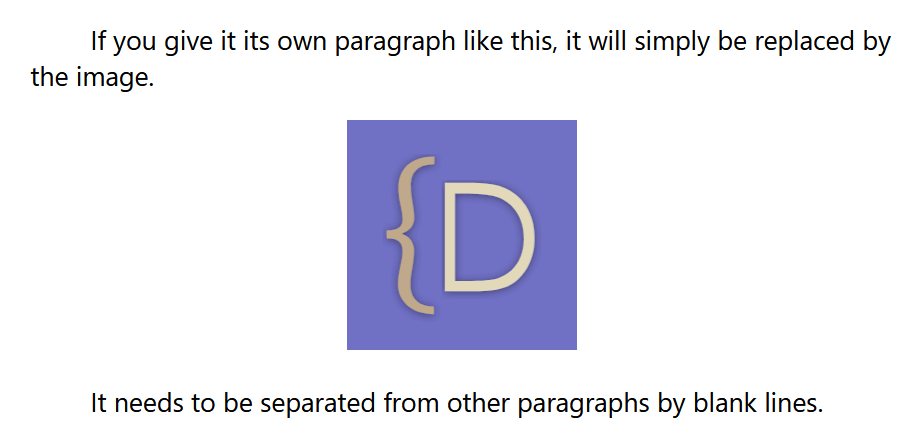 If you give it its own paragraph like this, it will simply be replaced by
the image.
{D
It needs to be separated from other paragraphs by blank lines.